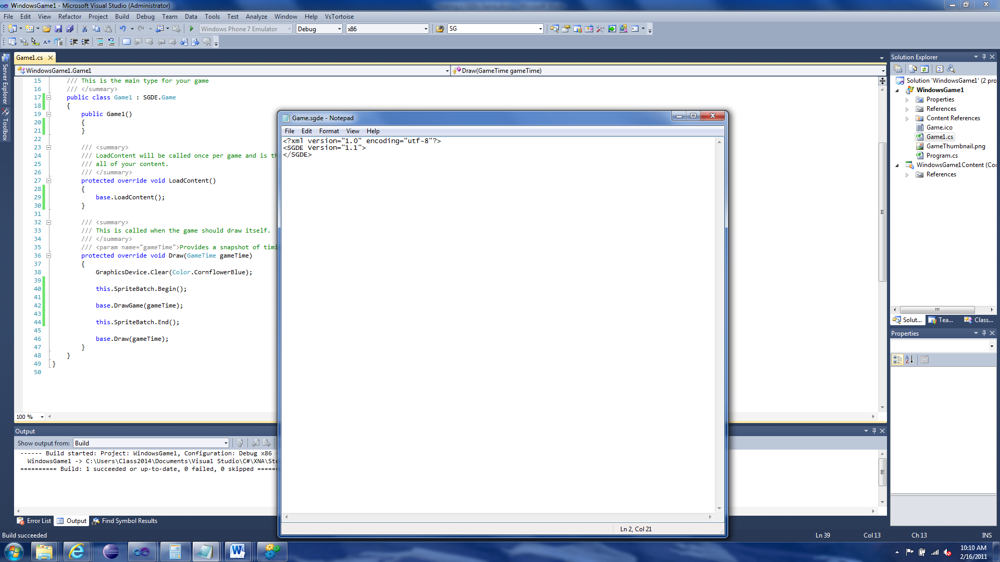 WindowsGame1 - Microsoft Visual Studio (Administrator)
File Edit View Refactor Project Build Debug Team Data Tools Test Analyze Window Help VsTortoise
Windows Phone 7 Emulator Debug x86 SG
Server Explorer
Toolbox
Game1.cs
WindowsGame1.Game1 Draw(GameTime gameTime)
15 /// This is the main type for your game
16 /// </summary>
17 public class Game1 : SGDE.Game
18 {
19 public Game1()
20 {
21 }
22
23 /// <summary>
24 /// LoadContent will be called once per game and is th
25 /// all of your content.
26 /// </summary>
27 protected override void LoadContent()
28 {
29 base.LoadContent();
30 }
31
32 /// <summary>
33 /// This is called when the game should draw itself.
34 /// </summary>
35 /// <param name="gameTime">Provides a snapshot of timi
36 protected override void Draw(GameTime gameTime)
37 {
38 GraphicsDevice.Clear(Color.CornflowerBlue);
39
40 this.SpriteBatch.Begin();
41
42 base.DrawGame(gameTime);
43
44 this.SpriteBatch.End();
45
46 base.Draw(gameTime);
47 }
48 }
49 }
50
100 %
Game.sgde - Notepad
File Edit Format View Help
<?xml version="1.0" encoding="utf-8"?>
<SGDE Version="1.1">
</SGDE>
Ln 2, Col 21
Solution Explorer
Solution 'WindowsGame1' (2 pro
WindowsGame1
Properties
References
Content References
Game.ico
Game1.cs
GameThumbnail.png
Program.cs
WindowsGame1Content (Cor
References
Solut... Tea... Class...
Properties
Output
Show output from: Build
------ Build started: Project: WindowsGame1, Configuration: Debug x86 -
WindowsGame1 -> C:\Users\Class2014\Documents\Visual Studio\C#\XNA\Ste
========== Build: 1 succeeded or up-to-date, 0 failed, 0 skipped ======
Error List Output Find Symbol Results
Build succeeded Ln 39 Col 13 Ch 13 INS
10:10 AM
2/16/2011